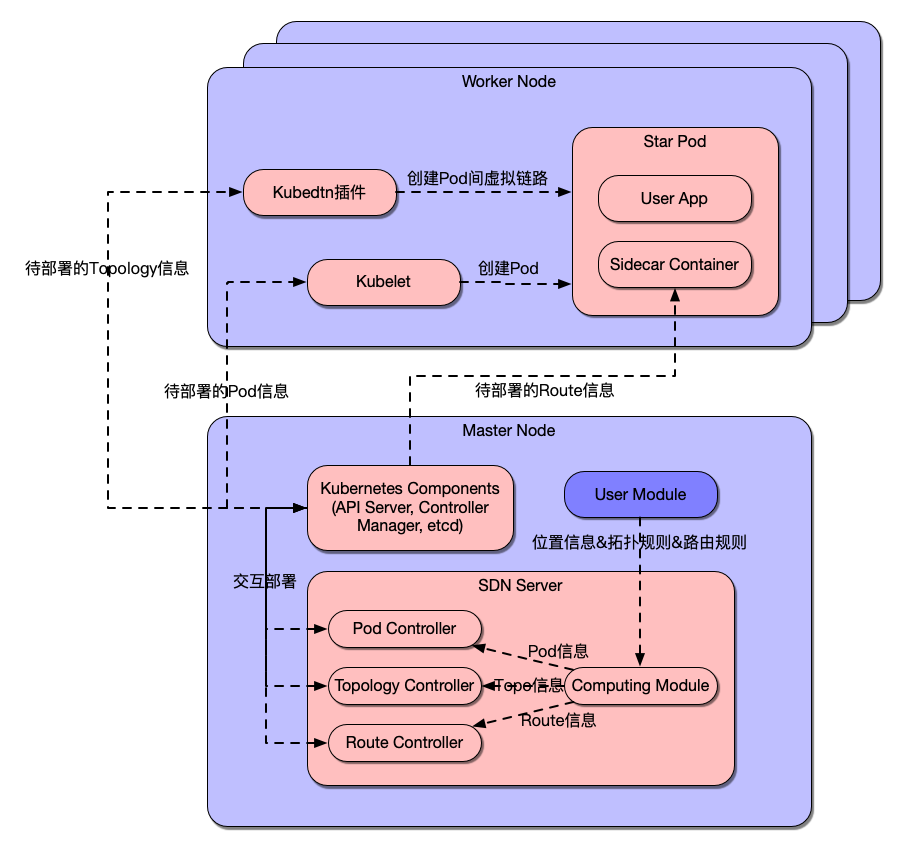 Worker Node
Star Pod
Kubedtn插件
创建Pod间虚拟链路
User App
待部署的Topology信息
Kubelet
创建Pod
Sidecar Container
待部署的Pod信息
待部署的Route信息
Master Node
Kubernetes Components
(API Server, Controller
Manager, etcd)
User Module
位置信息&拓扑规则&路由规则
交互部署
SDN Server
Pod Controller
Pod信息
Topology Controller
Topo信息
Computing Module
Route信息
Route Controller